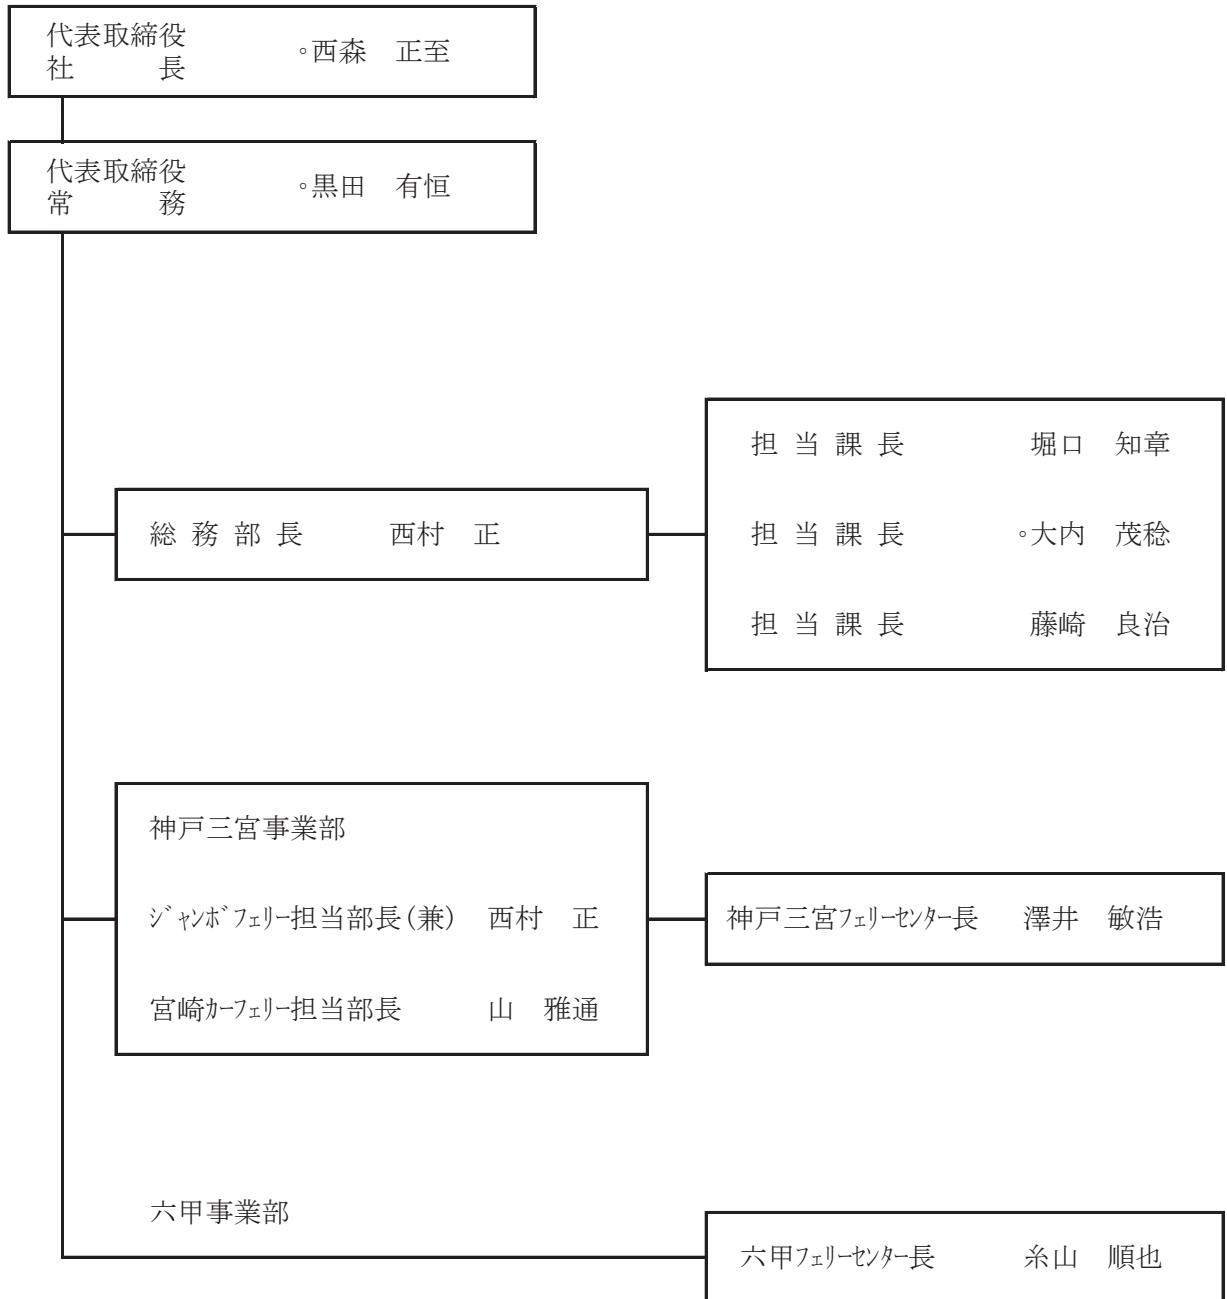 代表取締役
社　　　長　　　　◦西森　正至
代表取締役
常　　　務　　　　◦黒田　有恒
担 当 課 長　　　　堀口　知章
総 務 部 長　　　西村　正
担 当 課 長　　　　◦大内　茂稔
担 当 課 長　　　　藤崎　良治
神戸三宮事業部
ｼﾞｬﾝﾎﾞﾌｪﾘｰ担当部長(兼)　西村　正
神戸三宮ﾌｪﾘｰｾﾝﾀｰ長　澤井　敏浩
宮崎ｶｰﾌｪﾘｰ担当部長　　　山　雅通
六甲事業部
六甲ﾌｪﾘｰｾﾝﾀｰ長　　　糸山　順也